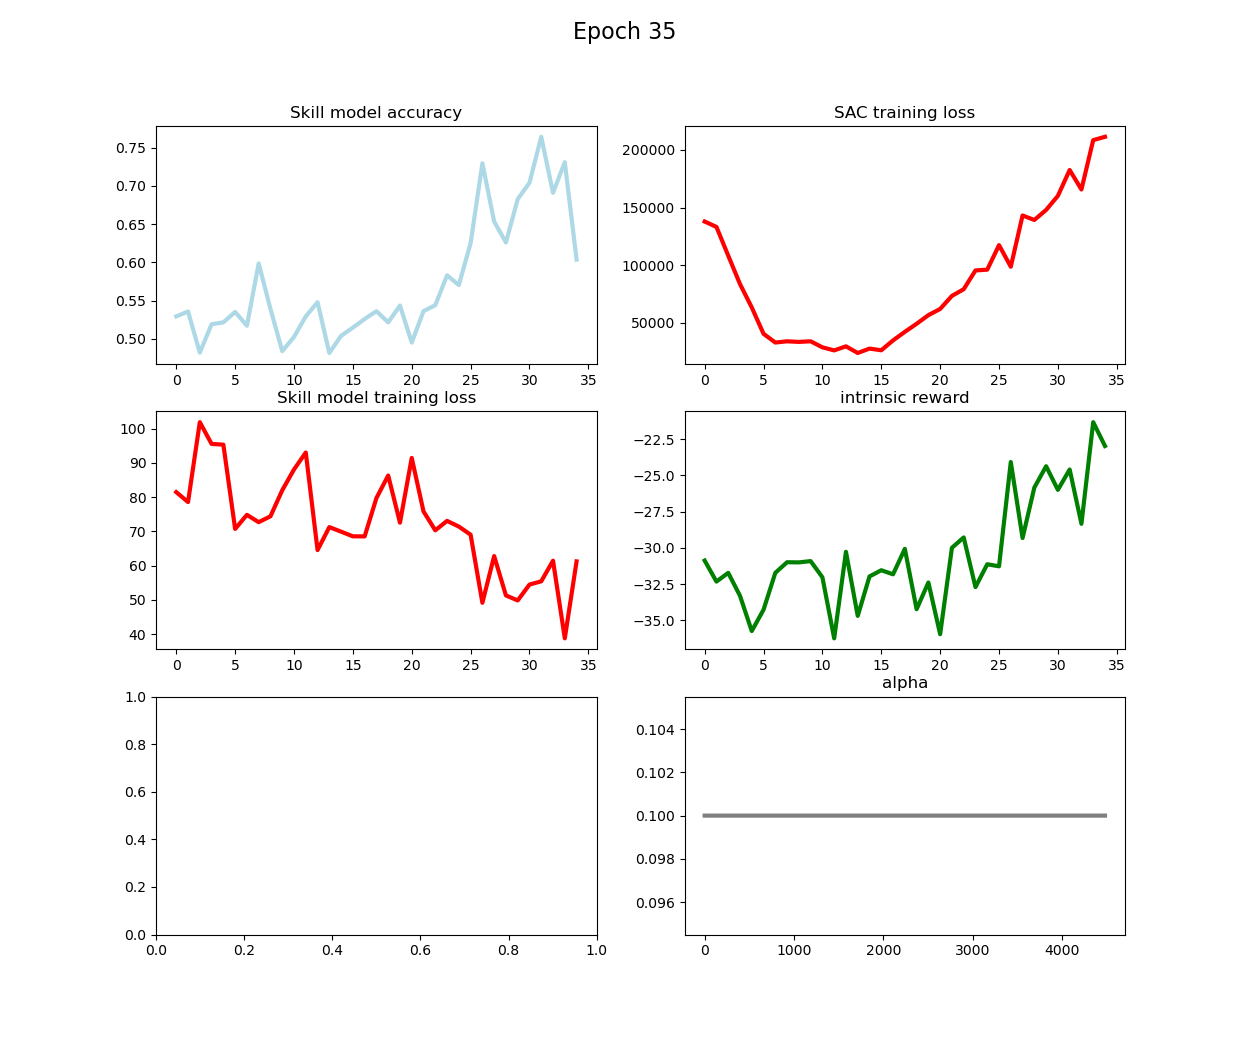 Epoch 35
Skill model accuracy
0.75
0.70
0.65
0.60
0.55
0.50
0 5 10 15 20 25 30 35
SAC training loss
200000
150000
100000
50000
0 5 10 15 20 25 30 35
Skill model training loss
100
90
80
70
60
50
40
0 5 10 15 20 25 30 35
intrinsic reward
−22.5
−25.0
−27.5
−30.0
−32.5
−35.0
0 5 10 15 20 25 30 35
1.0
0.8
0.6
0.4
0.2
0.0
0.0 0.2 0.4 0.6 0.8 1.0
alpha
0.104
0.102
0.100
0.098
0.096
0 1000 2000 3000 4000